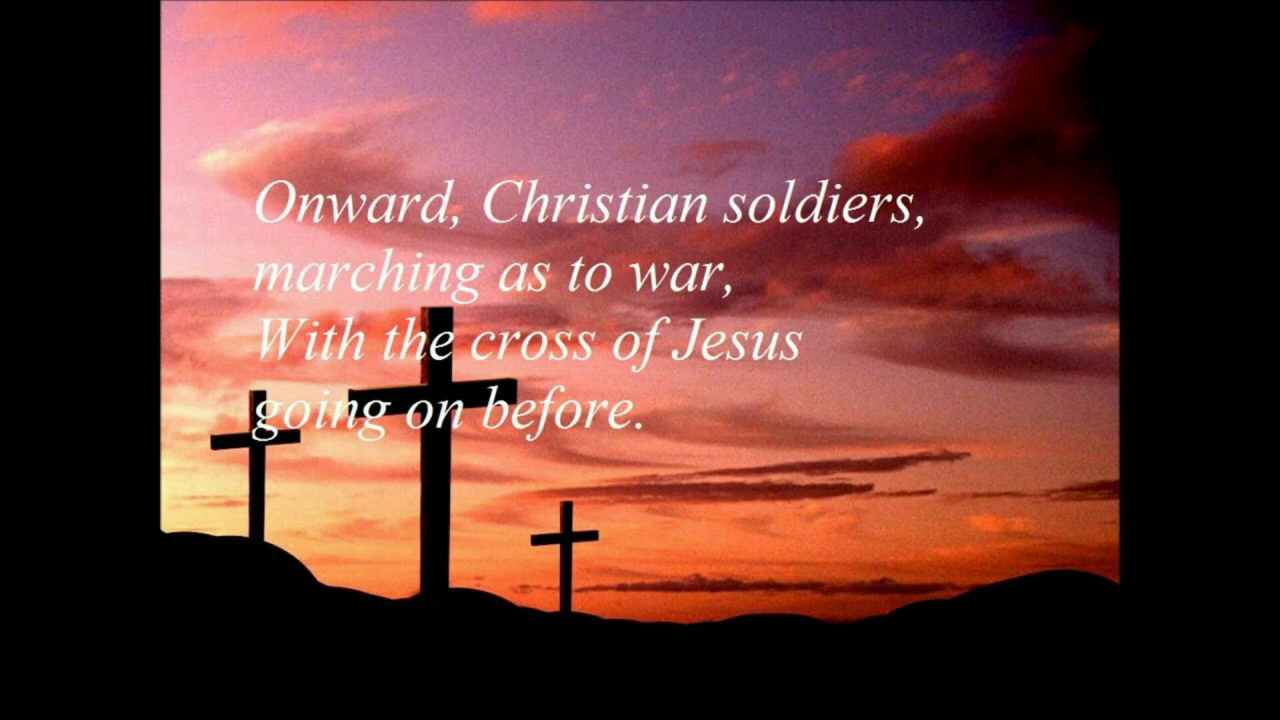 Onward, Christian soldiers,
marching as to war,
With the cross of Jesus
going on before.